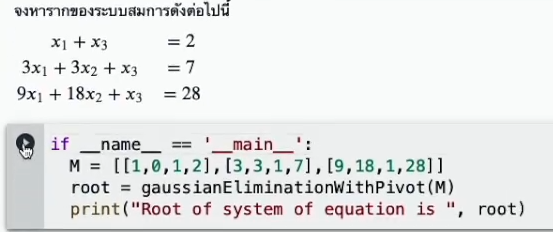 จงหารากของระบบสมการดังต่อไปนี้
x₁ + x₃ = 2
3x₁ + 3x₂ + x₃ = 7
9x₁ + 18x₂ + x₃ = 28
if __name__ == '__main__':
M = [[1,0,1,2],[3,3,1,7],[9,18,1,28]]
root = gaussianEliminationWithPivot(M)
print("Root of system of equation is ", root)